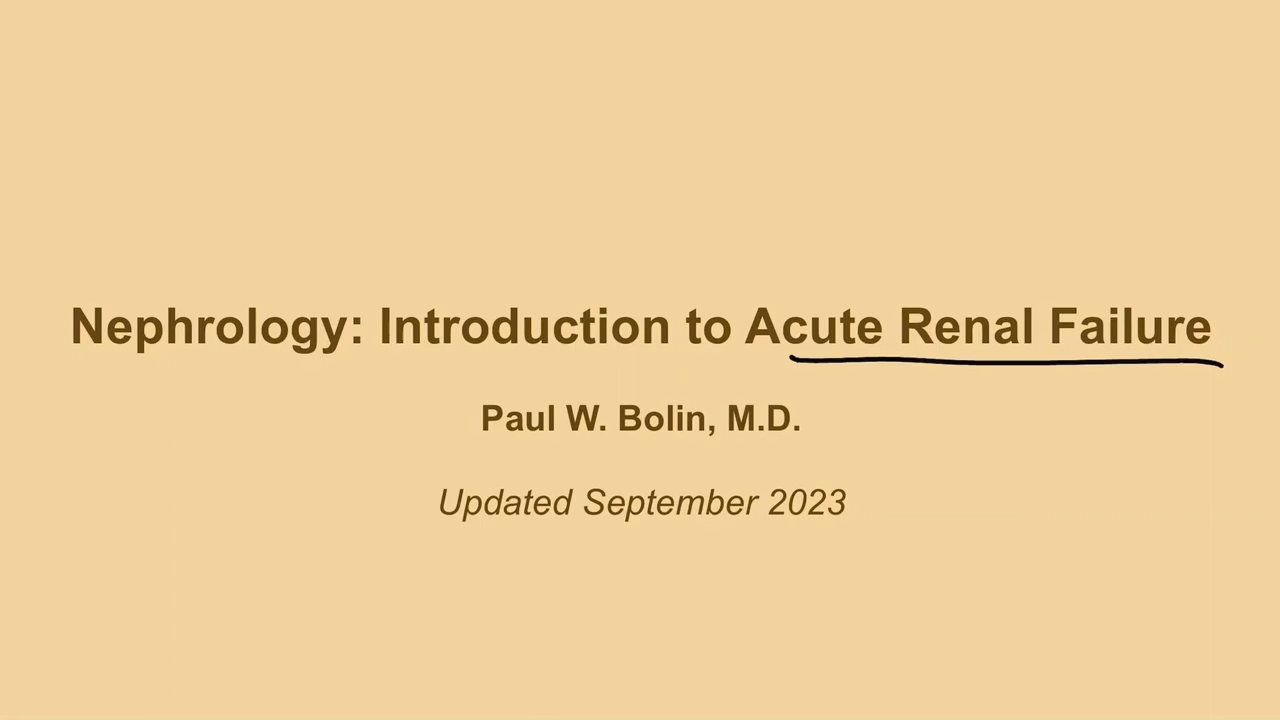 Nephrology: Introduction to Acute Renal Failure
Paul W. Bolin, M.D.
Updated September 2023